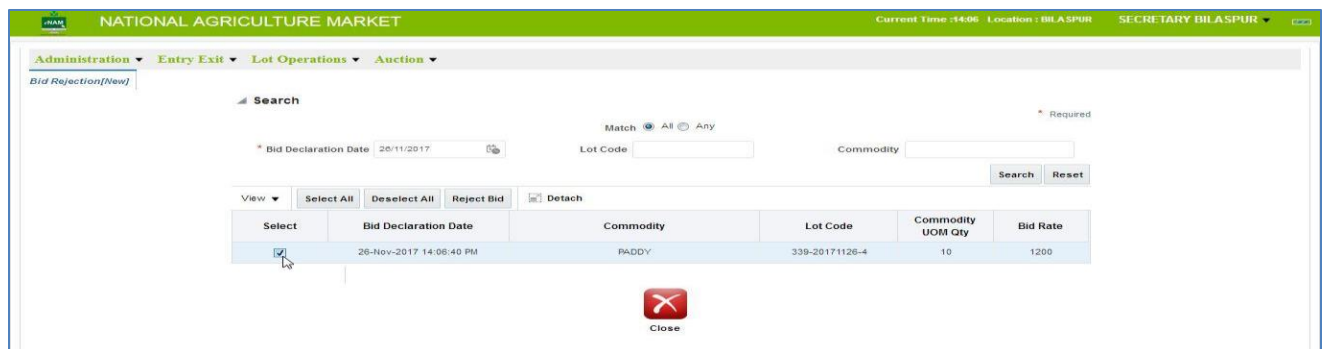 eNAM NATIONAL AGRICULTURE MARKET Current Time :14:06 Location : BILASPUR SECRETARY BILASPUR
Administration Entry Exit Lot Operations Auction
Bid Rejection[New]
Search
* Required
Match All Any
* Bid Declaration Date 26/11/2017 Lot Code Commodity
Search Reset
View Select All Deselect All Reject Bid Detach
Select Bid Declaration Date Commodity Lot Code Commodity UOM Qty Bid Rate
26-Nov-2017 14:06:40 PM PADDY 339-20171126-4 10 1200
Close